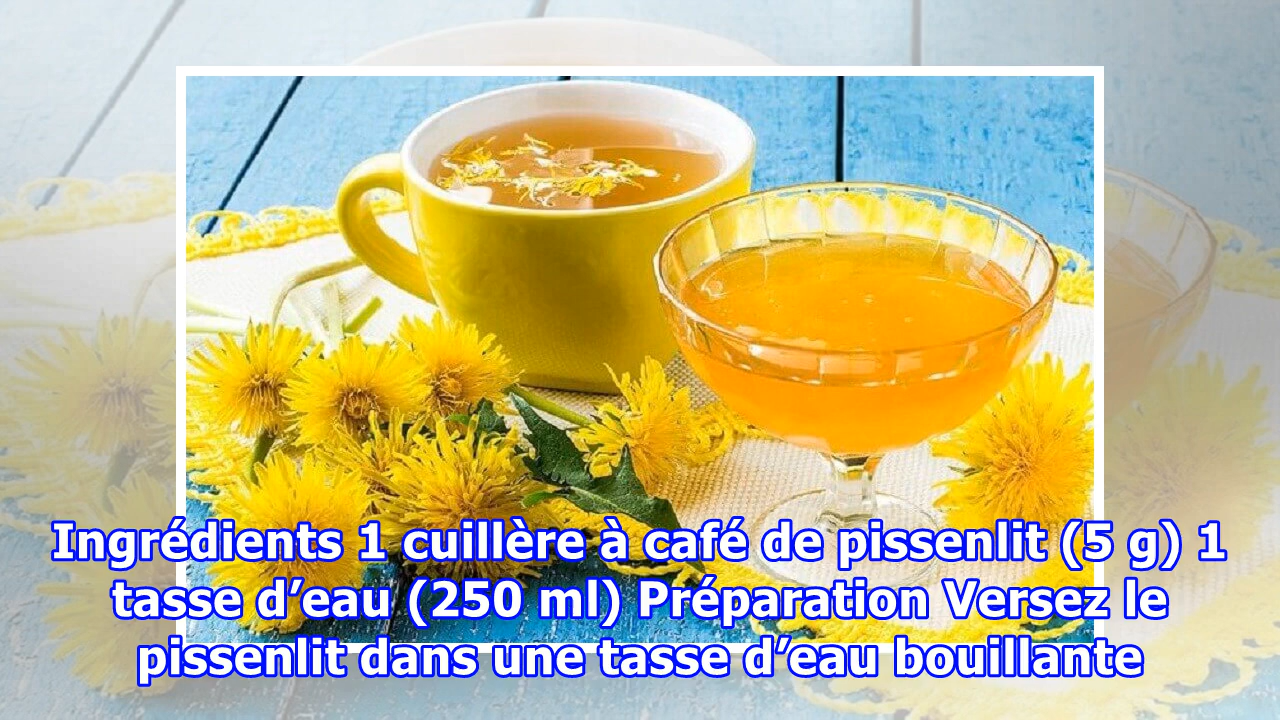 Ingrédients 1 cuillère à café de pissenlit (5 g) 1
tasse d’eau (250 ml) Préparation Versez le
pissenlit dans une tasse d’eau bouillante